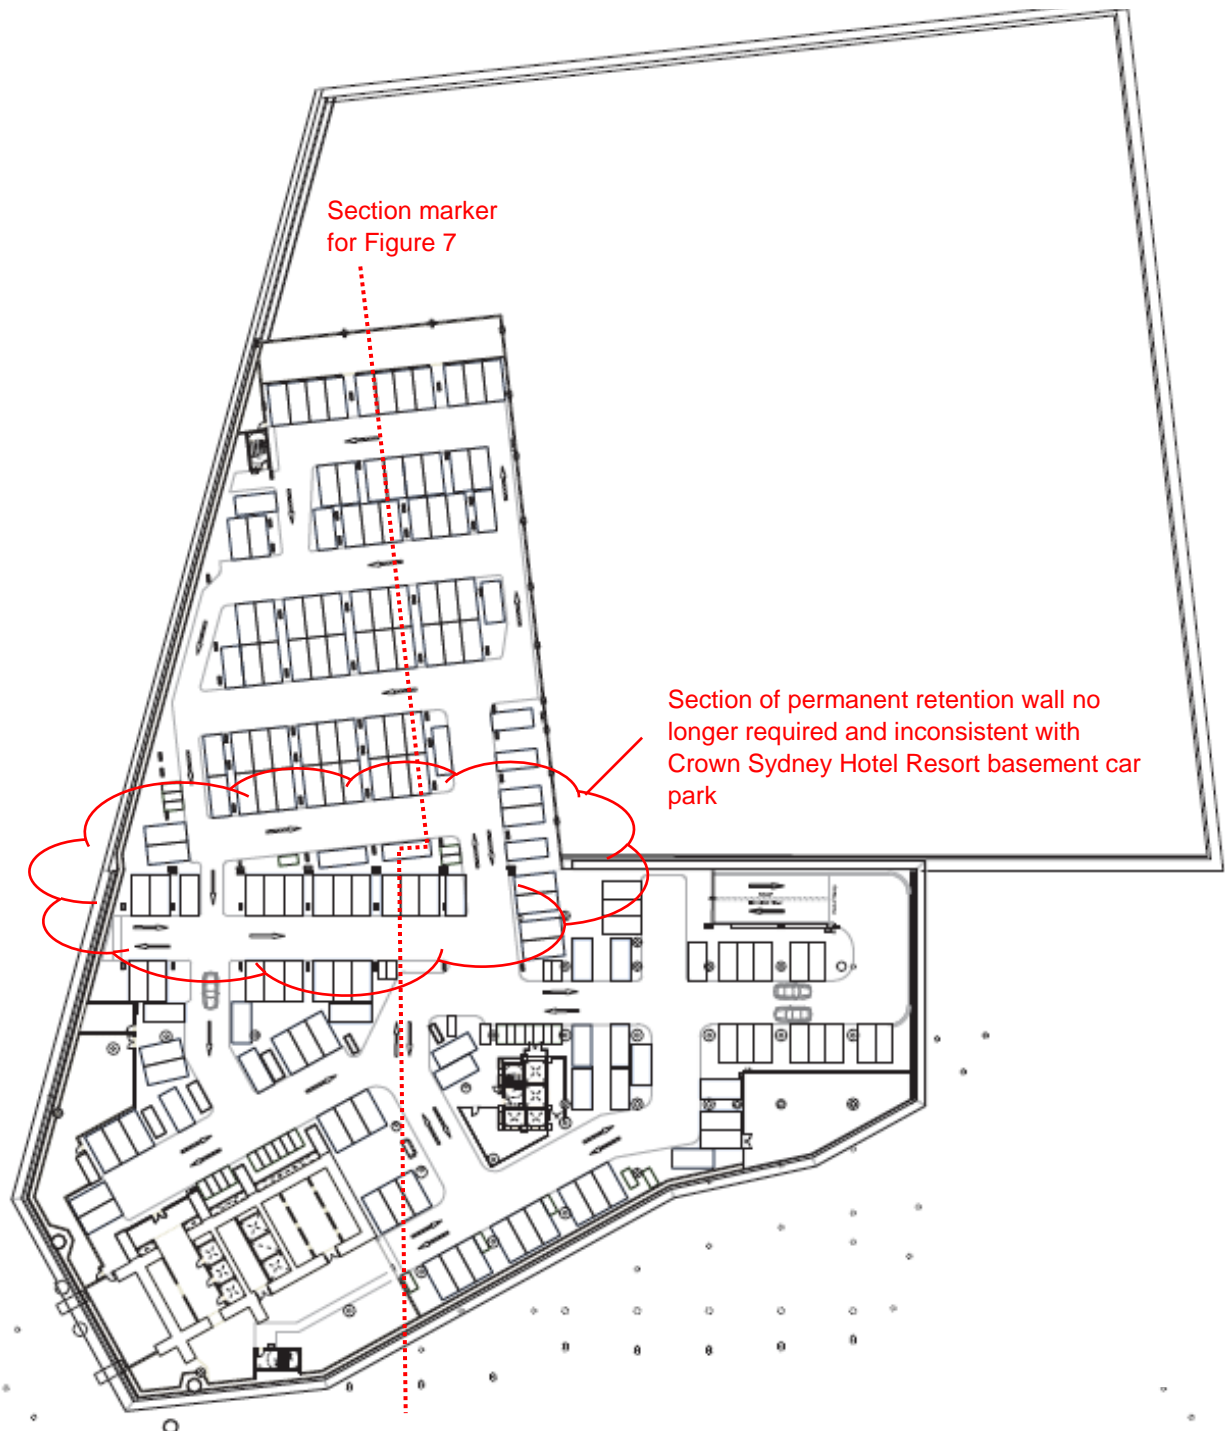 Section marker
for Figure 7
Section of permanent retention wall no
longer required and inconsistent with
Crown Sydney Hotel Resort basement car
park